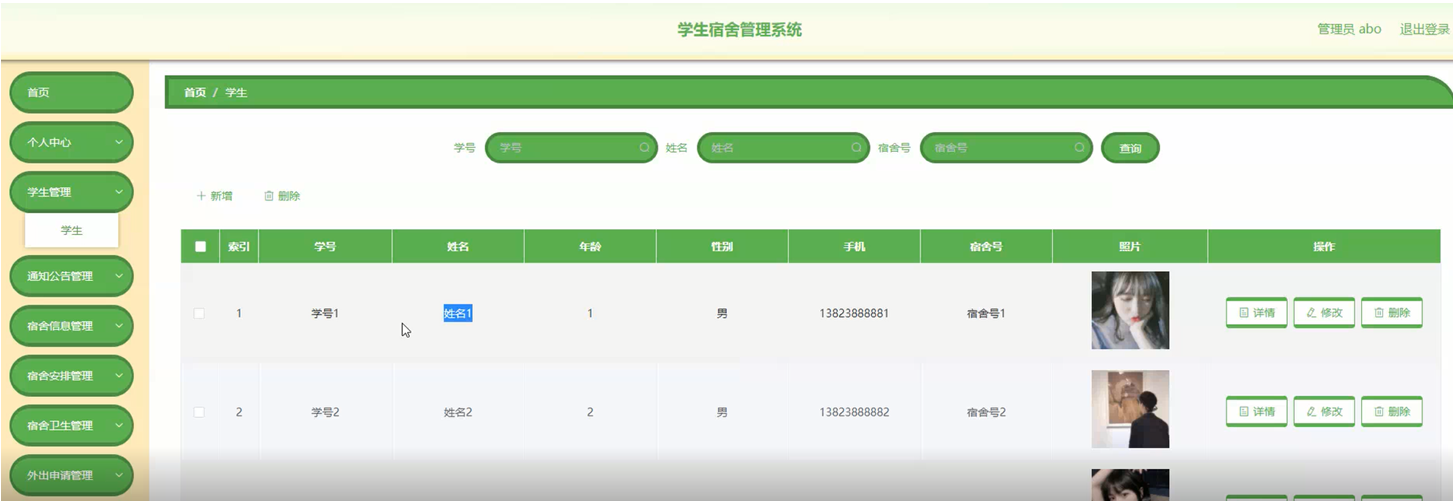 学生宿舍管理系统
管理员 abo 退出登录
首页
个人中心
学生管理
学生
通知公告管理
宿舍信息管理
宿舍安排管理
宿舍卫生管理
外出申请管理
首页 / 学生
学号 学号 姓名 姓名 宿舍号 宿舍号 查询
新增 删除
索引 学号 姓名 年龄 性别 手机 宿舍号 照片 操作
1 学号1 姓名1 1 男 13823888881 宿舍号1 详情 修改 删除
2 学号2 姓名2 2 男 13823888882 宿舍号2 详情 修改 删除